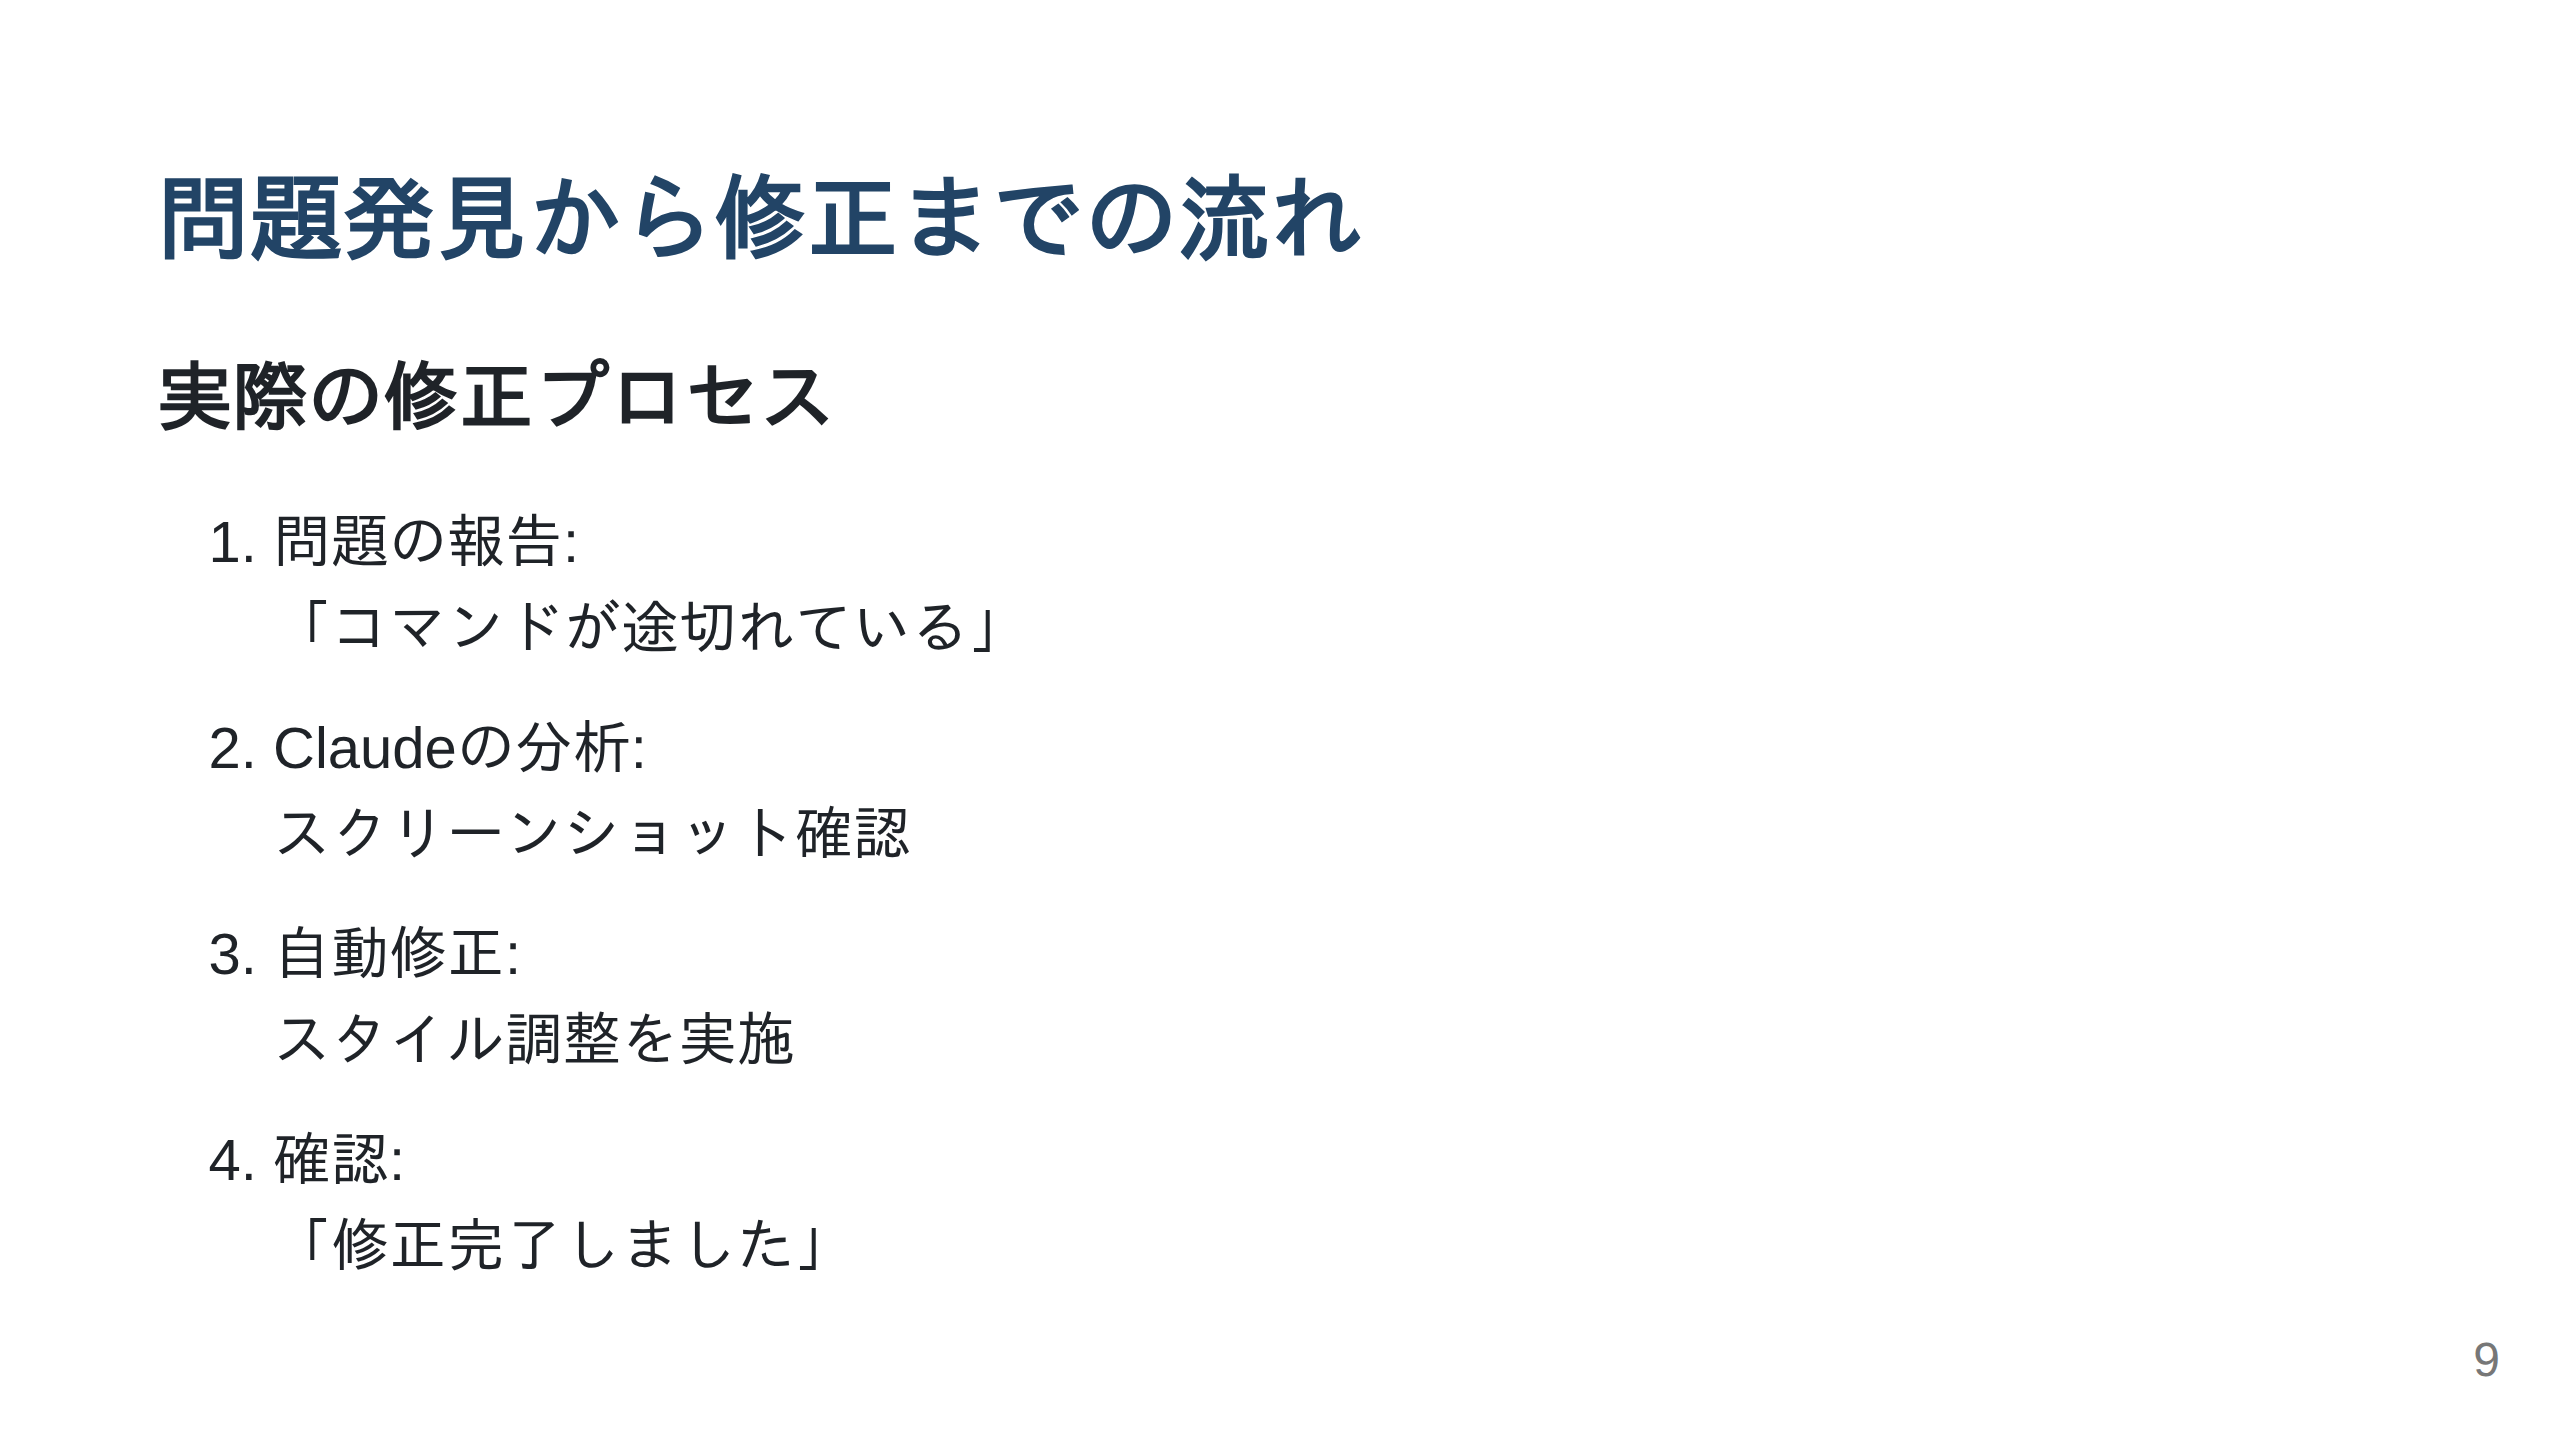 問題発見から修正までの流れ
実際の修正プロセス
1. 問題の報告:
「コマンドが途切れている」
2. Claudeの分析:
スクリーンショット確認
3. 自動修正:
スタイル調整を実施
4. 確認:
「修正完了しました」
9